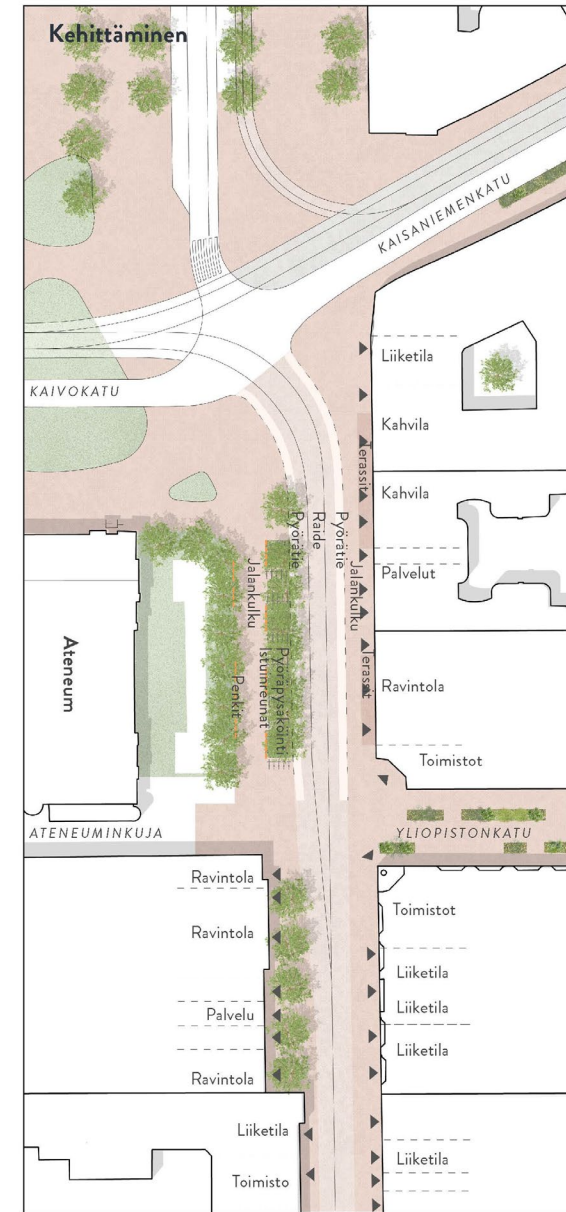 Kehittäminen
KAISANIEMENKATU
Liiketila
KAIVOKATU
Kahvila
Terassit
Kahvila
Pyörätie
Raide
Pyörätie
Jalankulku
Jalankulku
Palvelut
Ateneum
Penkit
Istuinreunat
Pyöräpysäköinti
Terassit
Ravintola
Toimistot
ATENEUMINKUJA
YLIOPISTONKATU
Ravintola
Toimistot
Ravintola
Liiketila
Palvelu
Liiketila
Liiketila
Ravintola
Liiketila
Liiketila
Toimisto